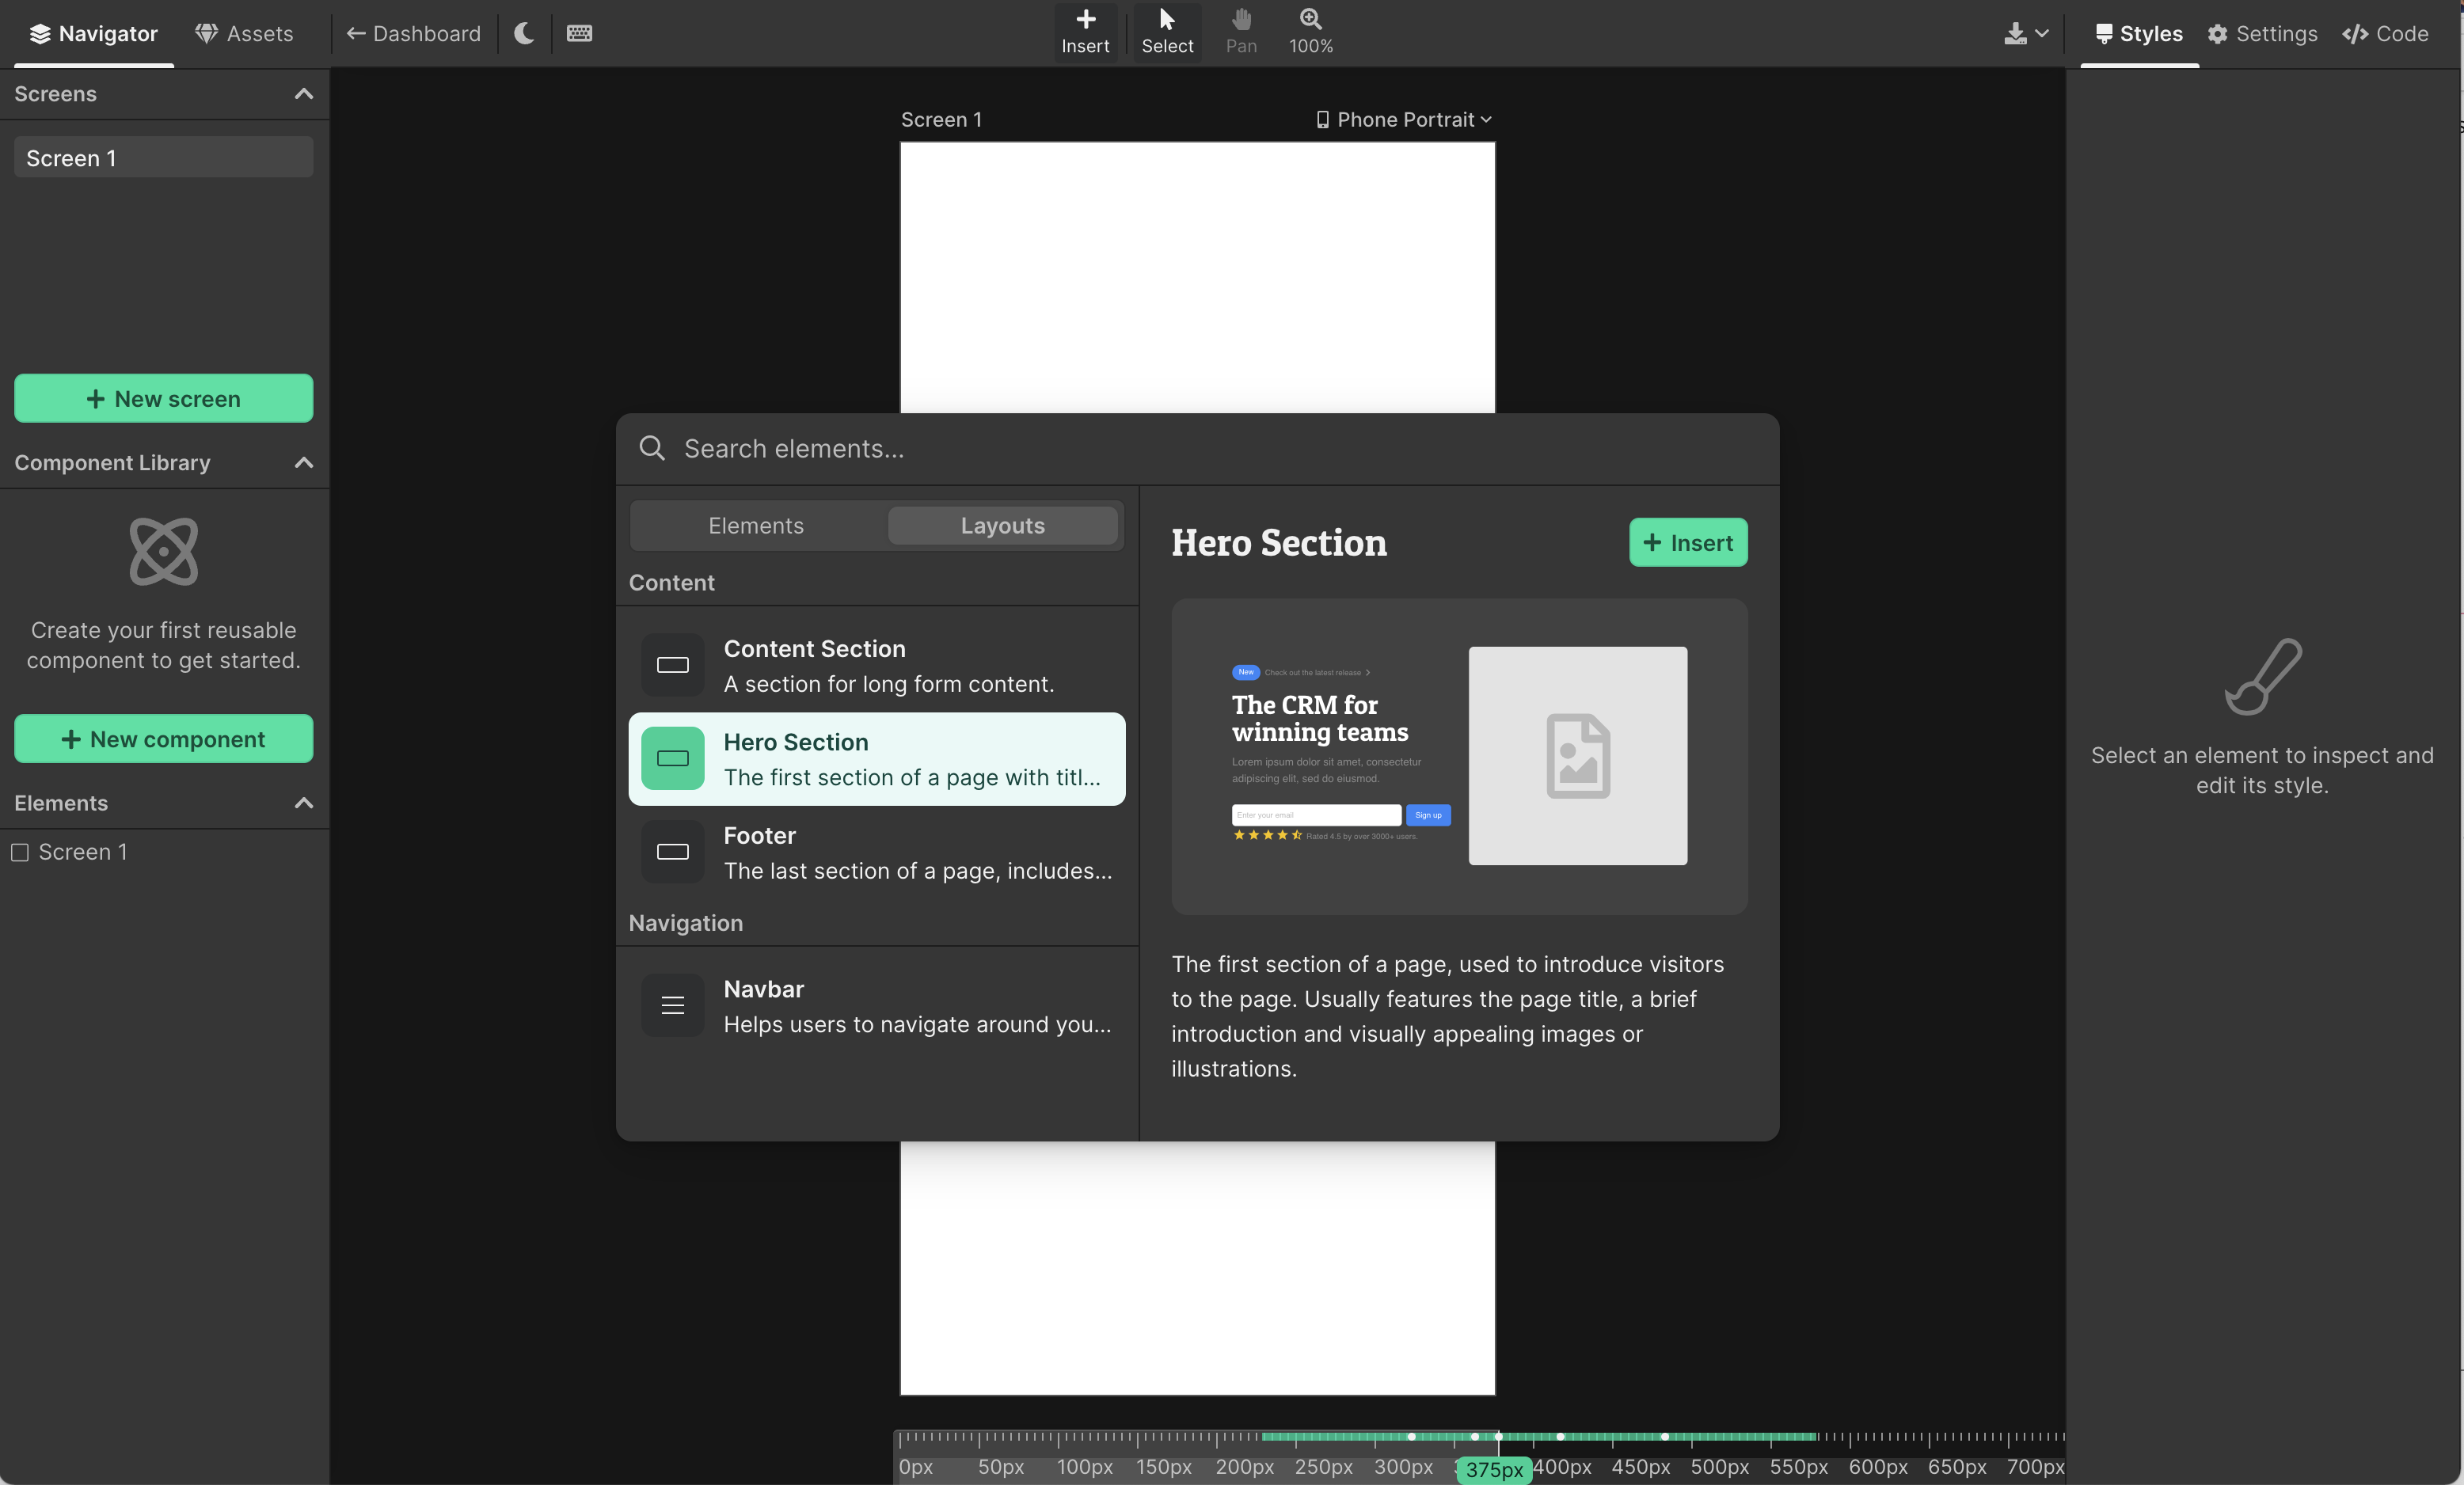 Navigator
Assets
Dashboard
Insert
Select
Pan
100%
Styles
Settings
Code
Screens
Screen 1
New screen
Component Library
Create your first reusable
component to get started.
New component
Elements
Screen 1
Screen 1
Phone Portrait
Search elements...
Elements
Layouts
Content
Content Section
A section for long form content.
Hero Section
The first section of a page with titl...
Footer
The last section of a page, includes...
Navigation
Navbar
Helps users to navigate around you...
Hero Section
Insert
New
Check out the latest release
The CRM for
winning teams
Lorem ipsum dolor sit amet, consectetur
adipiscing elit, sed do eiusmod.
Enter your email
Sign up
Rated 4.5 by over 3000+ users.
The first section of a page, used to introduce visitors
to the page. Usually features the page title, a brief
introduction and visually appealing images or
illustrations.
Select an element to inspect and
edit its style.
0px 50px 100px 150px 200px 250px 300px 375px 400px 450px 500px 550px 600px 650px 700px